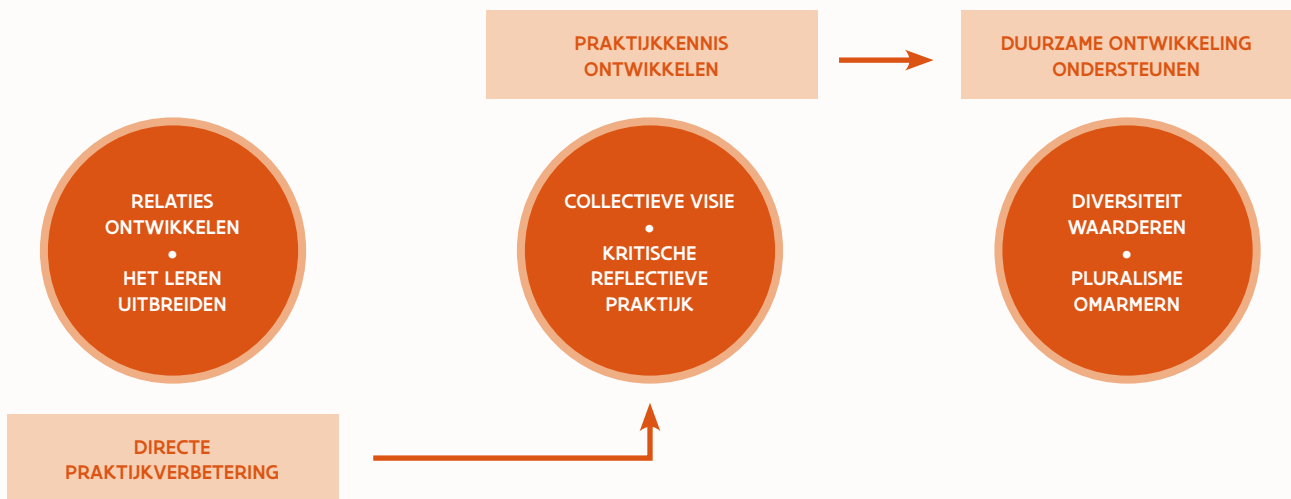 PRAKTIJKKENNIS
ONTWIKKELEN
DUURZAME ONTWIKKELING
ONDERSTEUNEN
RELATIES
ONTWIKKELEN
•
HET LEREN
UITBREIDEN
COLLECTIEVE VISIE
•
KRITISCHE
REFLECTIEVE
PRAKTIJK
DIVERSITEIT
WAARDEREN
•
PLURALISME
OMARMERN
DIRECTE
PRAKTIJKVERBETERING